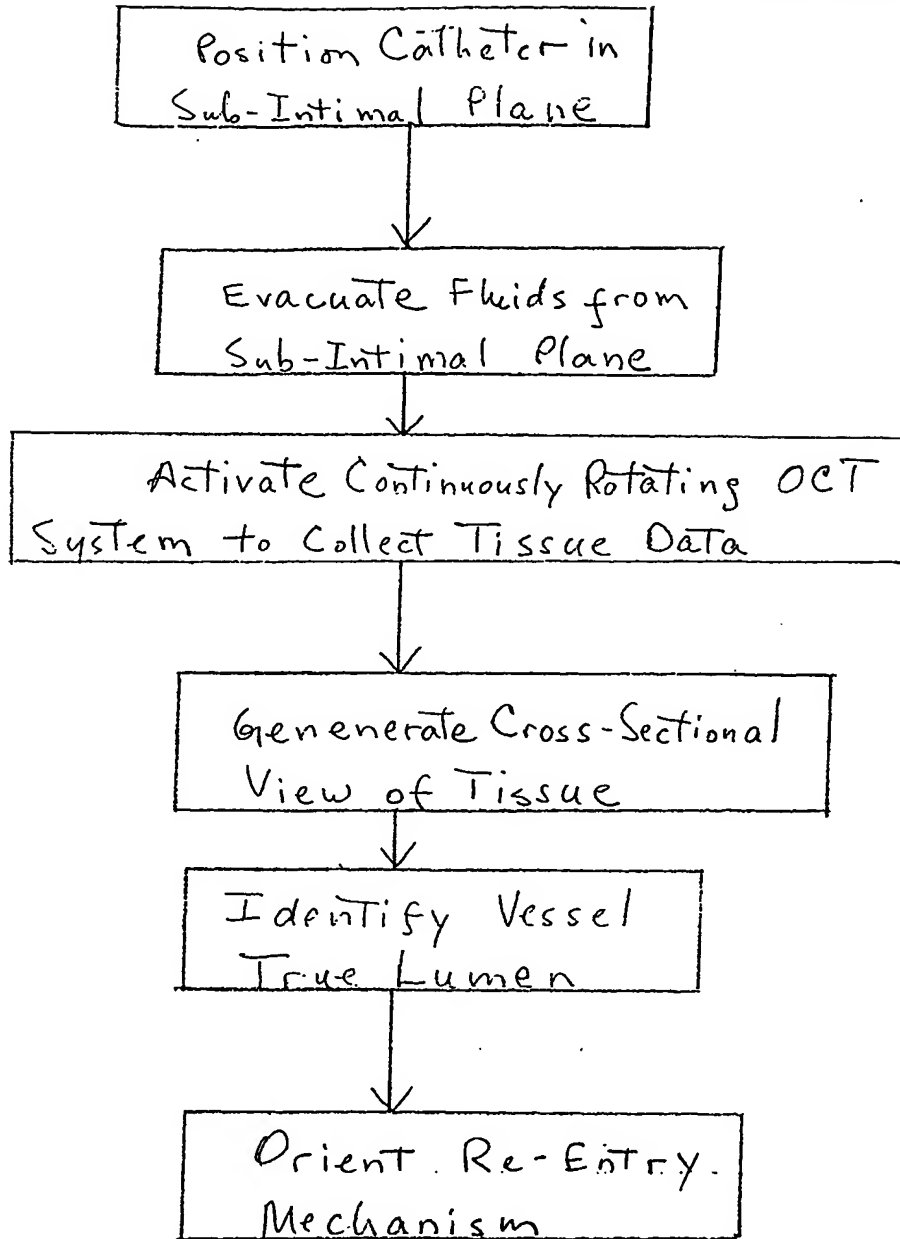 Position Catheter in
Sub-Intimal Plane
Evacuate Fluids from
Sub-Intimal Plane
Activate Continuously Rotating OCT
System to Collect Tissue Data
Genenerate Cross-Sectional
View of Tissue
Identify Vessel
True Lumen
Orient Re-Entry
Mechanism